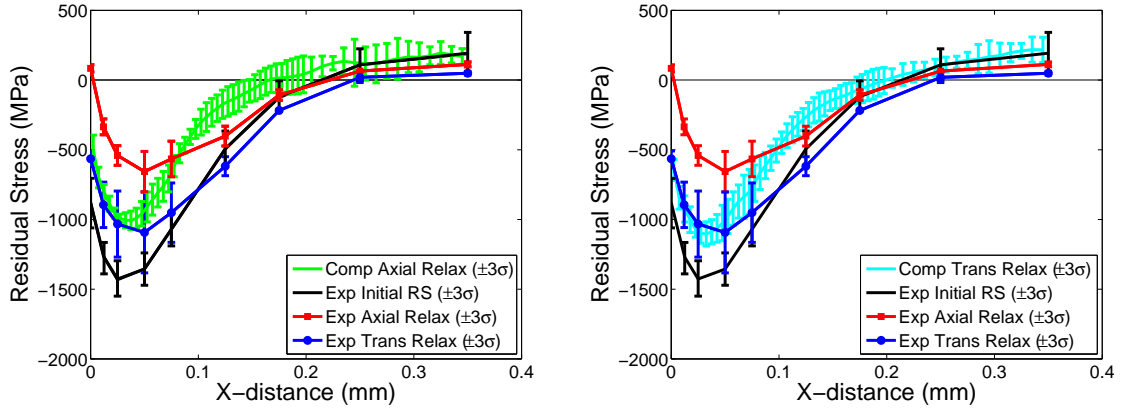 500
0
−500
−1000
−1500
−2000
0
0.1
0.2
0.3
0.4
X−distance (mm)
Residual Stress (MPa)
Comp Axial Relax (±3σ)
Exp Initial RS (±3σ)
Exp Axial Relax (±3σ)
Exp Trans Relax (±3σ)
500
0
−500
−1000
−1500
−2000
0
0.1
0.2
0.3
0.4
X−distance (mm)
Residual Stress (MPa)
Comp Trans Relax (±3σ)
Exp Initial RS (±3σ)
Exp Axial Relax (±3σ)
Exp Trans Relax (±3σ)